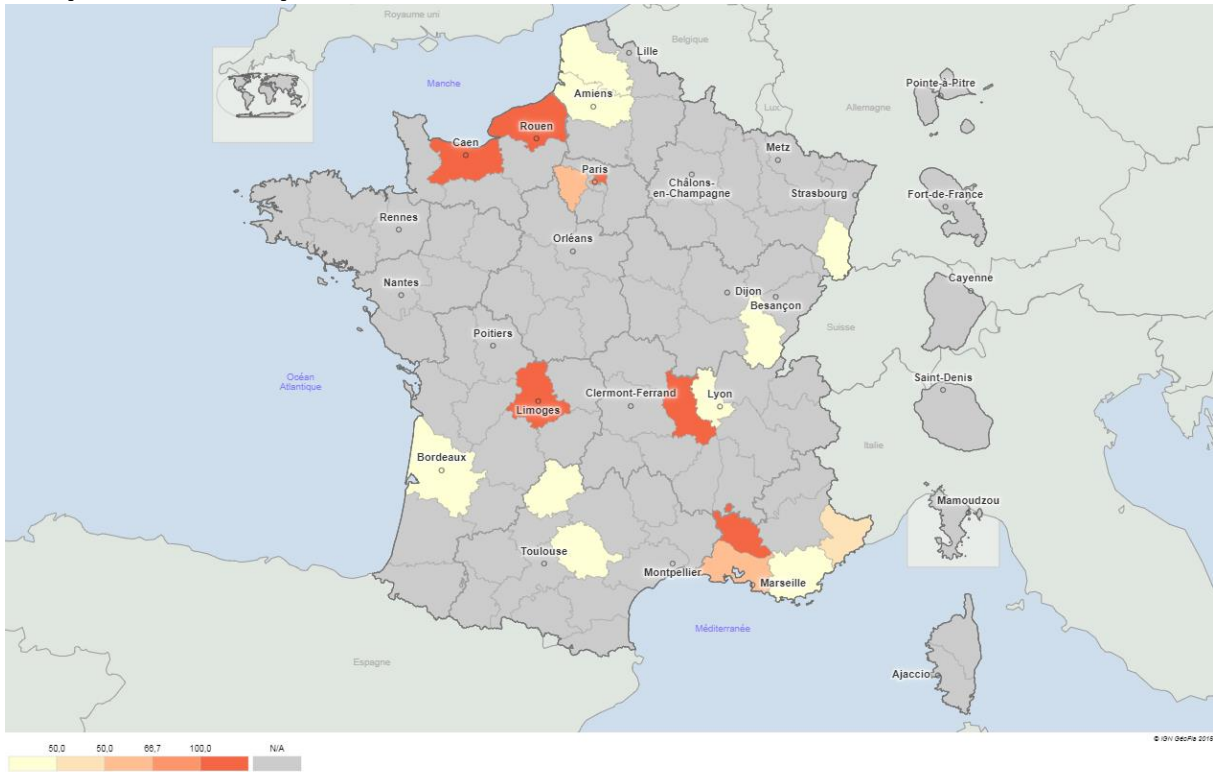 Royaume uni
Belgique
Lille
Manche
Amiens
Pointe-à-Pitre
Lux.
Allemagne
Rouen
Caen
Metz
Paris
Châlons-
en-Champagne
Strasbourg
Fort-de-France
Rennes
Orléans
Cayenne
Nantes
Dijon
Besançon
Poitiers
Suisse
Océan
Atlantique
Saint-Denis
Limoges
Clermont-Ferrand
Lyon
Italie
Bordeaux
Mamoudzou
Toulouse
Montpellier
Marseille
Méditerranée
Espagne
Ajaccio
© IGN GéoFla 2015
50,0 50,0 66,7 100,0 N/A